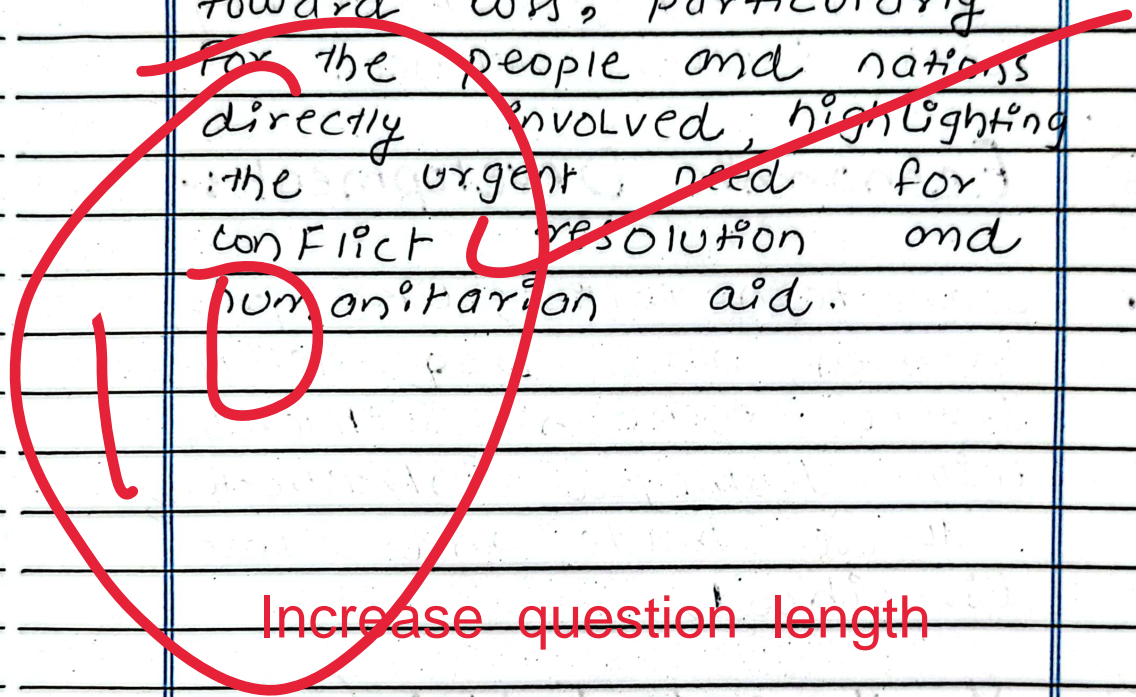 toward loss, particularly
for the people and nations
directly involved, highlighting
the urgent need for
conflict resolution and
humanitarian aid.
10
Increase question length